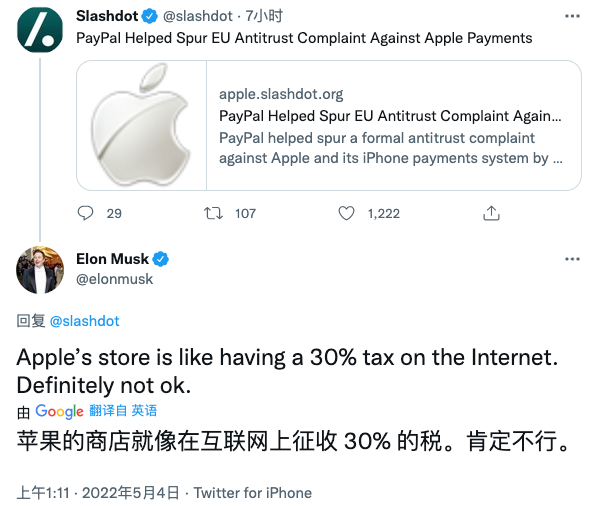 Slashdot @slashdot · 7小时
PayPal Helped Spur EU Antitrust Complaint Against Apple Payments
apple.slashdot.org
PayPal Helped Spur EU Antitrust Complaint Again...
PayPal helped spur a formal antitrust complaint
against Apple and its iPhone payments system by ...
29 107 1,222
Elon Musk
@elonmusk
回复 @slashdot
Apple’s store is like having a 30% tax on the Internet.
Definitely not ok.
由 Google 翻译自 英语
苹果的商店就像在互联网上征收 30% 的税。肯定不行。
上午1:11 · 2022年5月4日 · Twitter for iPhone